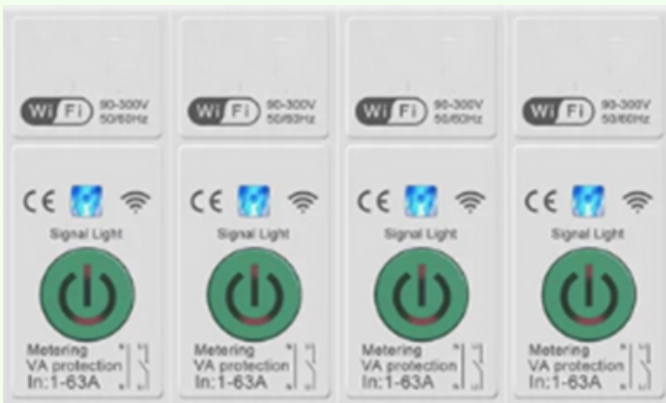 WiFi 90-300V 50/60Hz
CE
Signal Light
Metering
VA protection
In:1-63A
WiFi 90-300V 50/60Hz
CE
Signal Light
Metering
VA protection
In:1-63A
WiFi 90-300V 50/60Hz
CE
Signal Light
Metering
VA protection
In:1-63A
WiFi 90-300V 50/60Hz
CE
Signal Light
Metering
VA protection
In:1-63A